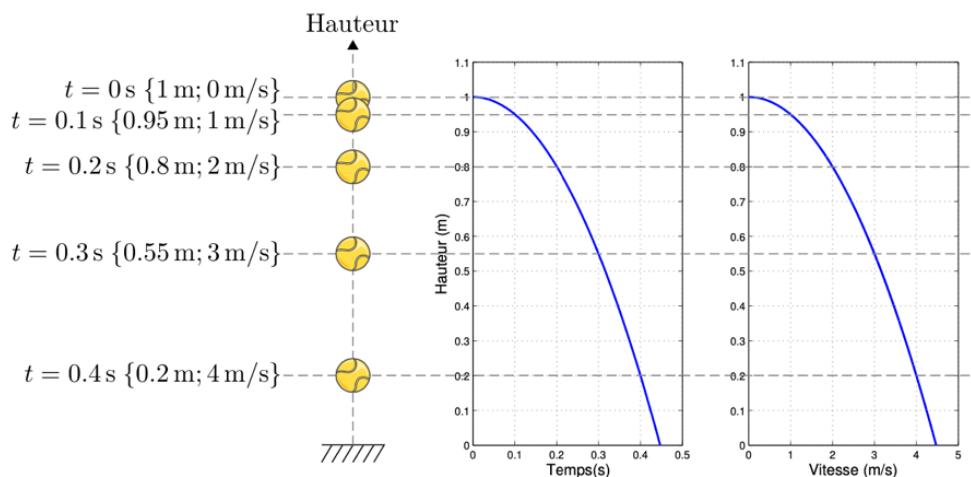 Hauteur
t = 0 s {1 m; 0 m/s}
t = 0.1 s {0.95 m; 1 m/s}
t = 0.2 s {0.8 m; 2 m/s}
t = 0.3 s {0.55 m; 3 m/s}
t = 0.4 s {0.2 m; 4 m/s}
Hauteur (m)
1.1
1
0.9
0.8
0.7
0.6
0.5
0.4
0.3
0.2
0.1
0
0 0.1 0.2 0.3 0.4 0.5
Temps(s)
1.1
1
0.9
0.8
0.7
0.6
0.5
0.4
0.3
0.2
0.1
0
0 1 2 3 4 5
Vitesse (m/s)